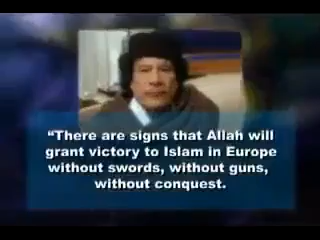 “There are signs that Allah will
grant victory to Islam in Europe
without swords, without guns,
without conquest.